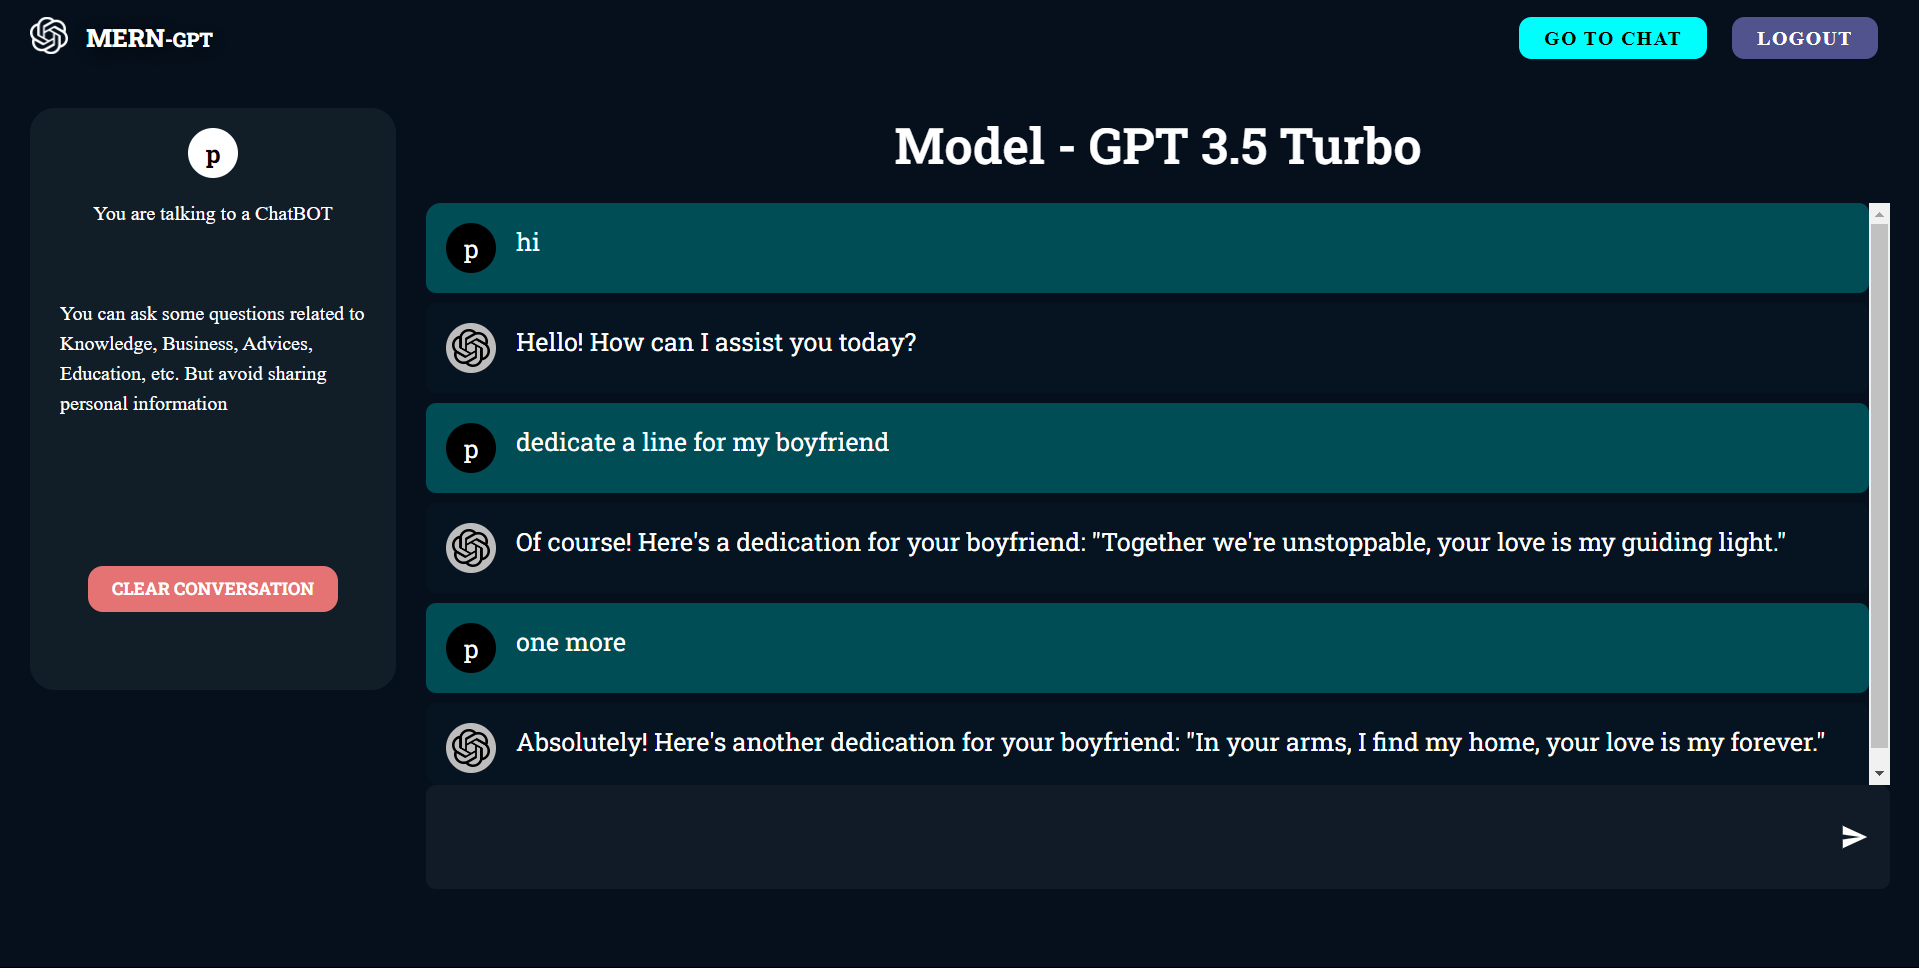 MERN-GPT
GO TO CHAT
LOGOUT
p
You are talking to a ChatBOT
You can ask some questions related to
Knowledge, Business, Advices,
Education, etc. But avoid sharing
personal information
CLEAR CONVERSATION
Model - GPT 3.5 Turbo
p
hi
Hello! How can I assist you today?
p
dedicate a line for my boyfriend
Of course! Here's a dedication for your boyfriend: "Together we're unstoppable, your love is my guiding light."
p
one more
Absolutely! Here's another dedication for your boyfriend: "In your arms, I find my home, your love is my forever."